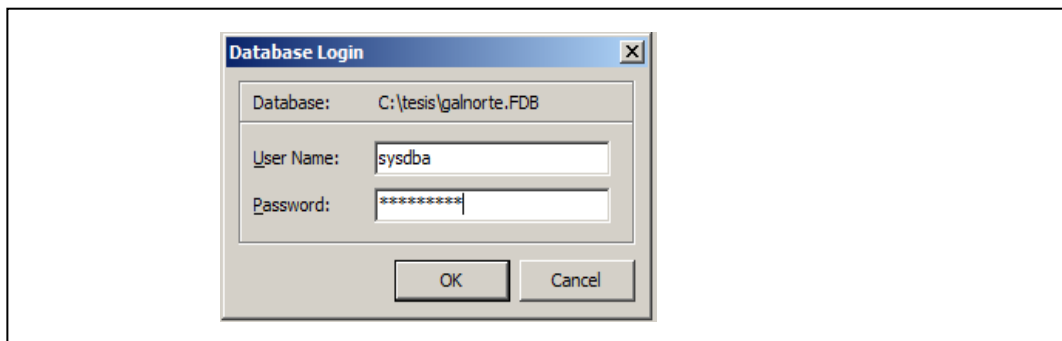 Database Login
Database: C:\tesis\galnorte.FDB
User Name: sysdba
Password: *********
OK Cancel